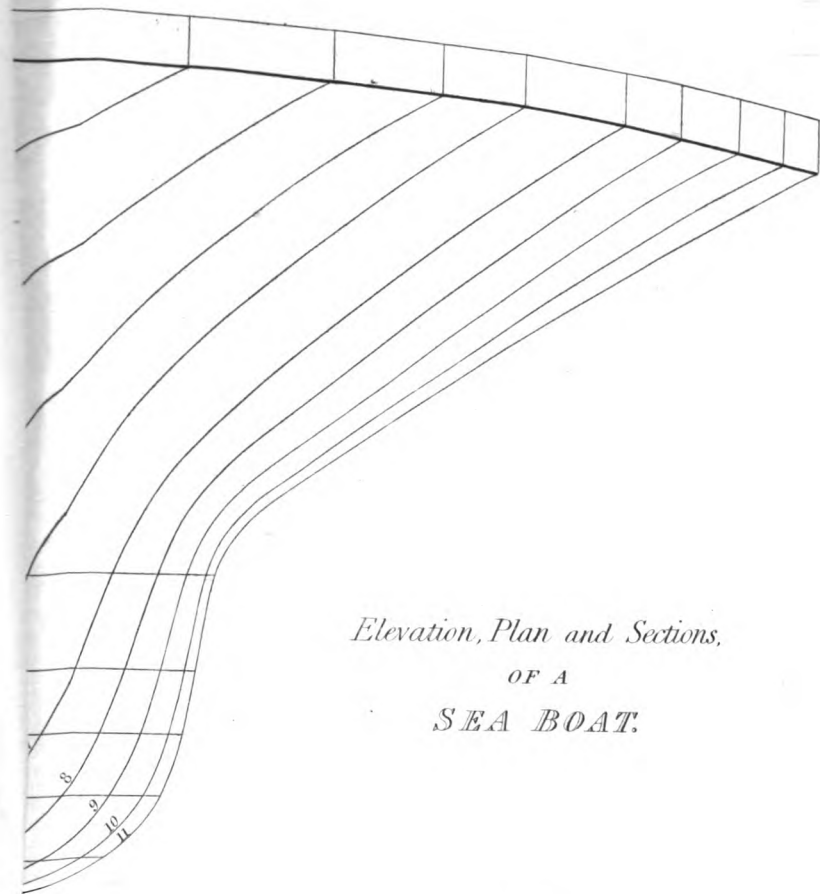 Elevation, Plan and Sections,
OF A
SEA BOAT.
8
9
10
11